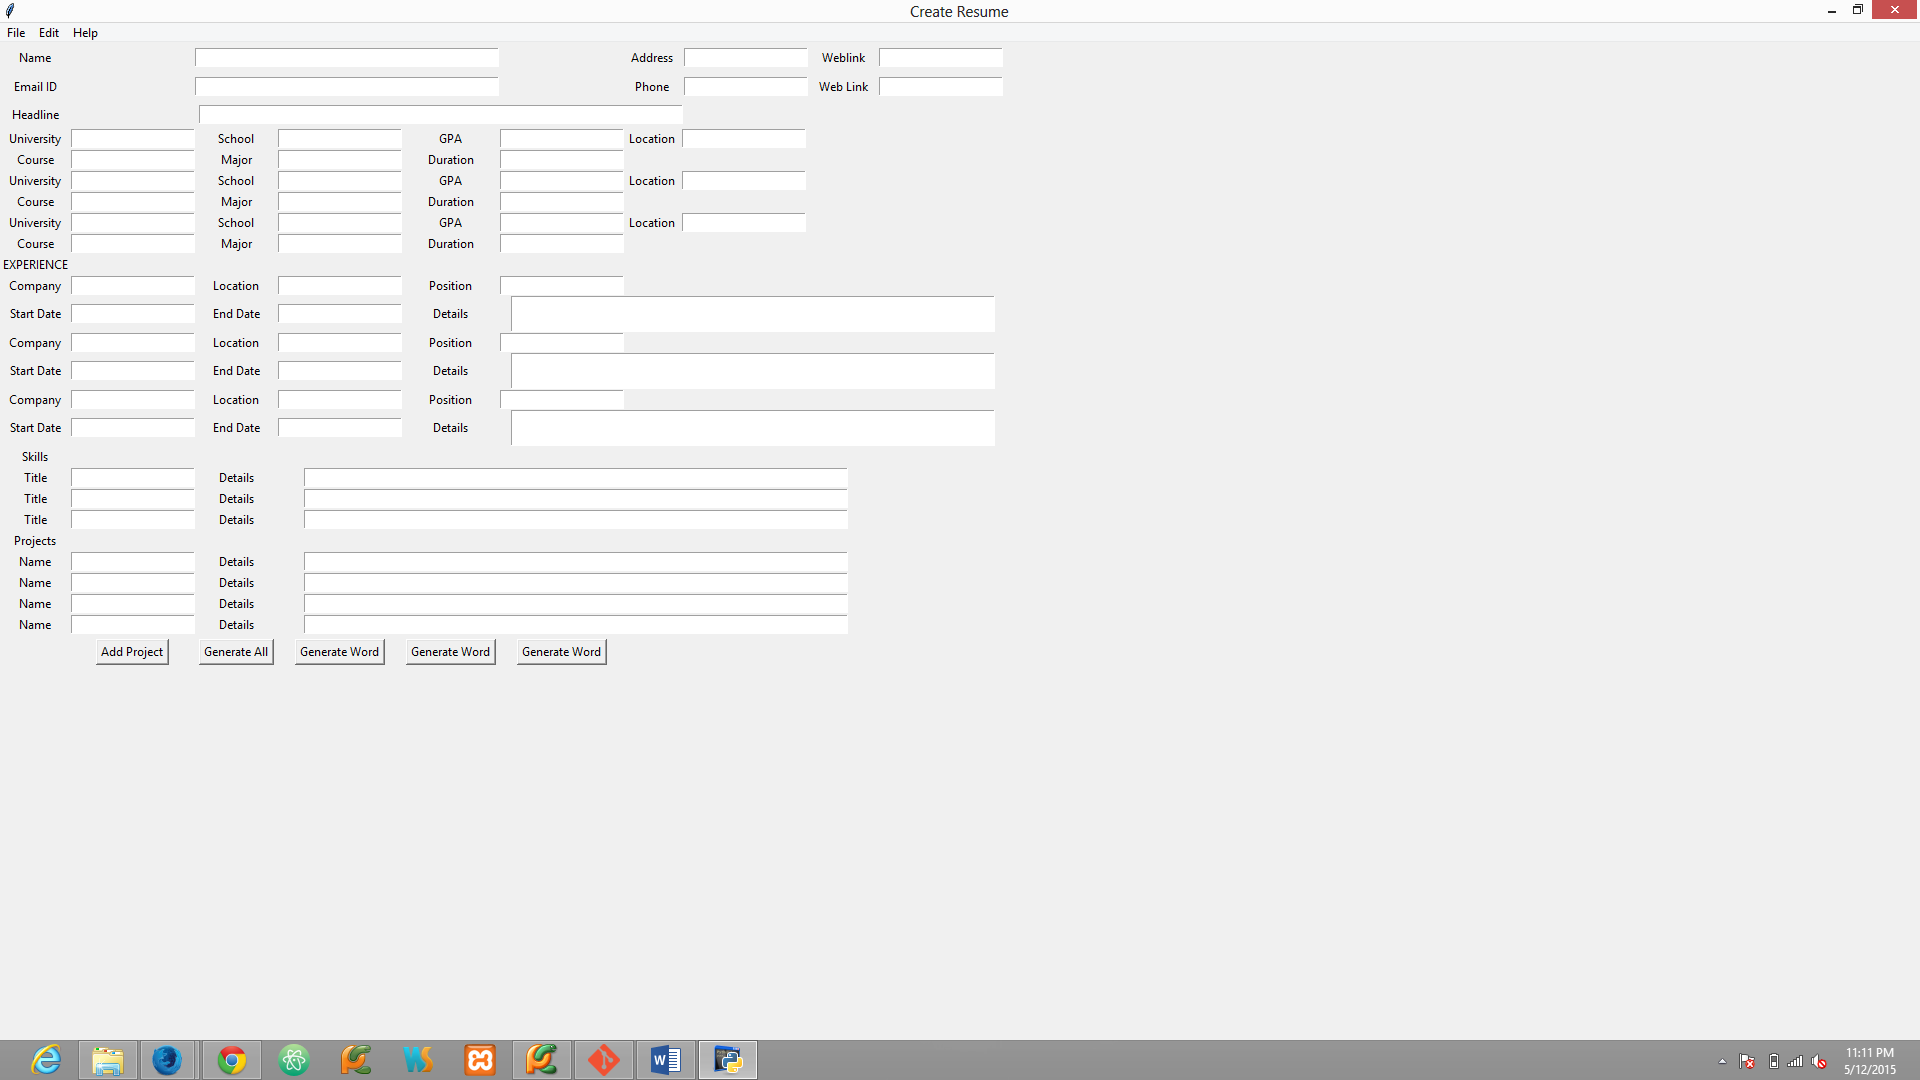 Create Resume
File Edit Help
Name Address Weblink
Email ID Phone Web Link
Headline
University School GPA Location
Course Major Duration
University School GPA Location
Course Major Duration
University School GPA Location
Course Major Duration
EXPERIENCE
Company Location Position
Start Date End Date Details
Company Location Position
Start Date End Date Details
Company Location Position
Start Date End Date Details
Skills
Title Details
Title Details
Title Details
Projects
Name Details
Name Details
Name Details
Name Details
Add Project Generate All Generate Word Generate Word Generate Word
11:11 PM
5/12/2015